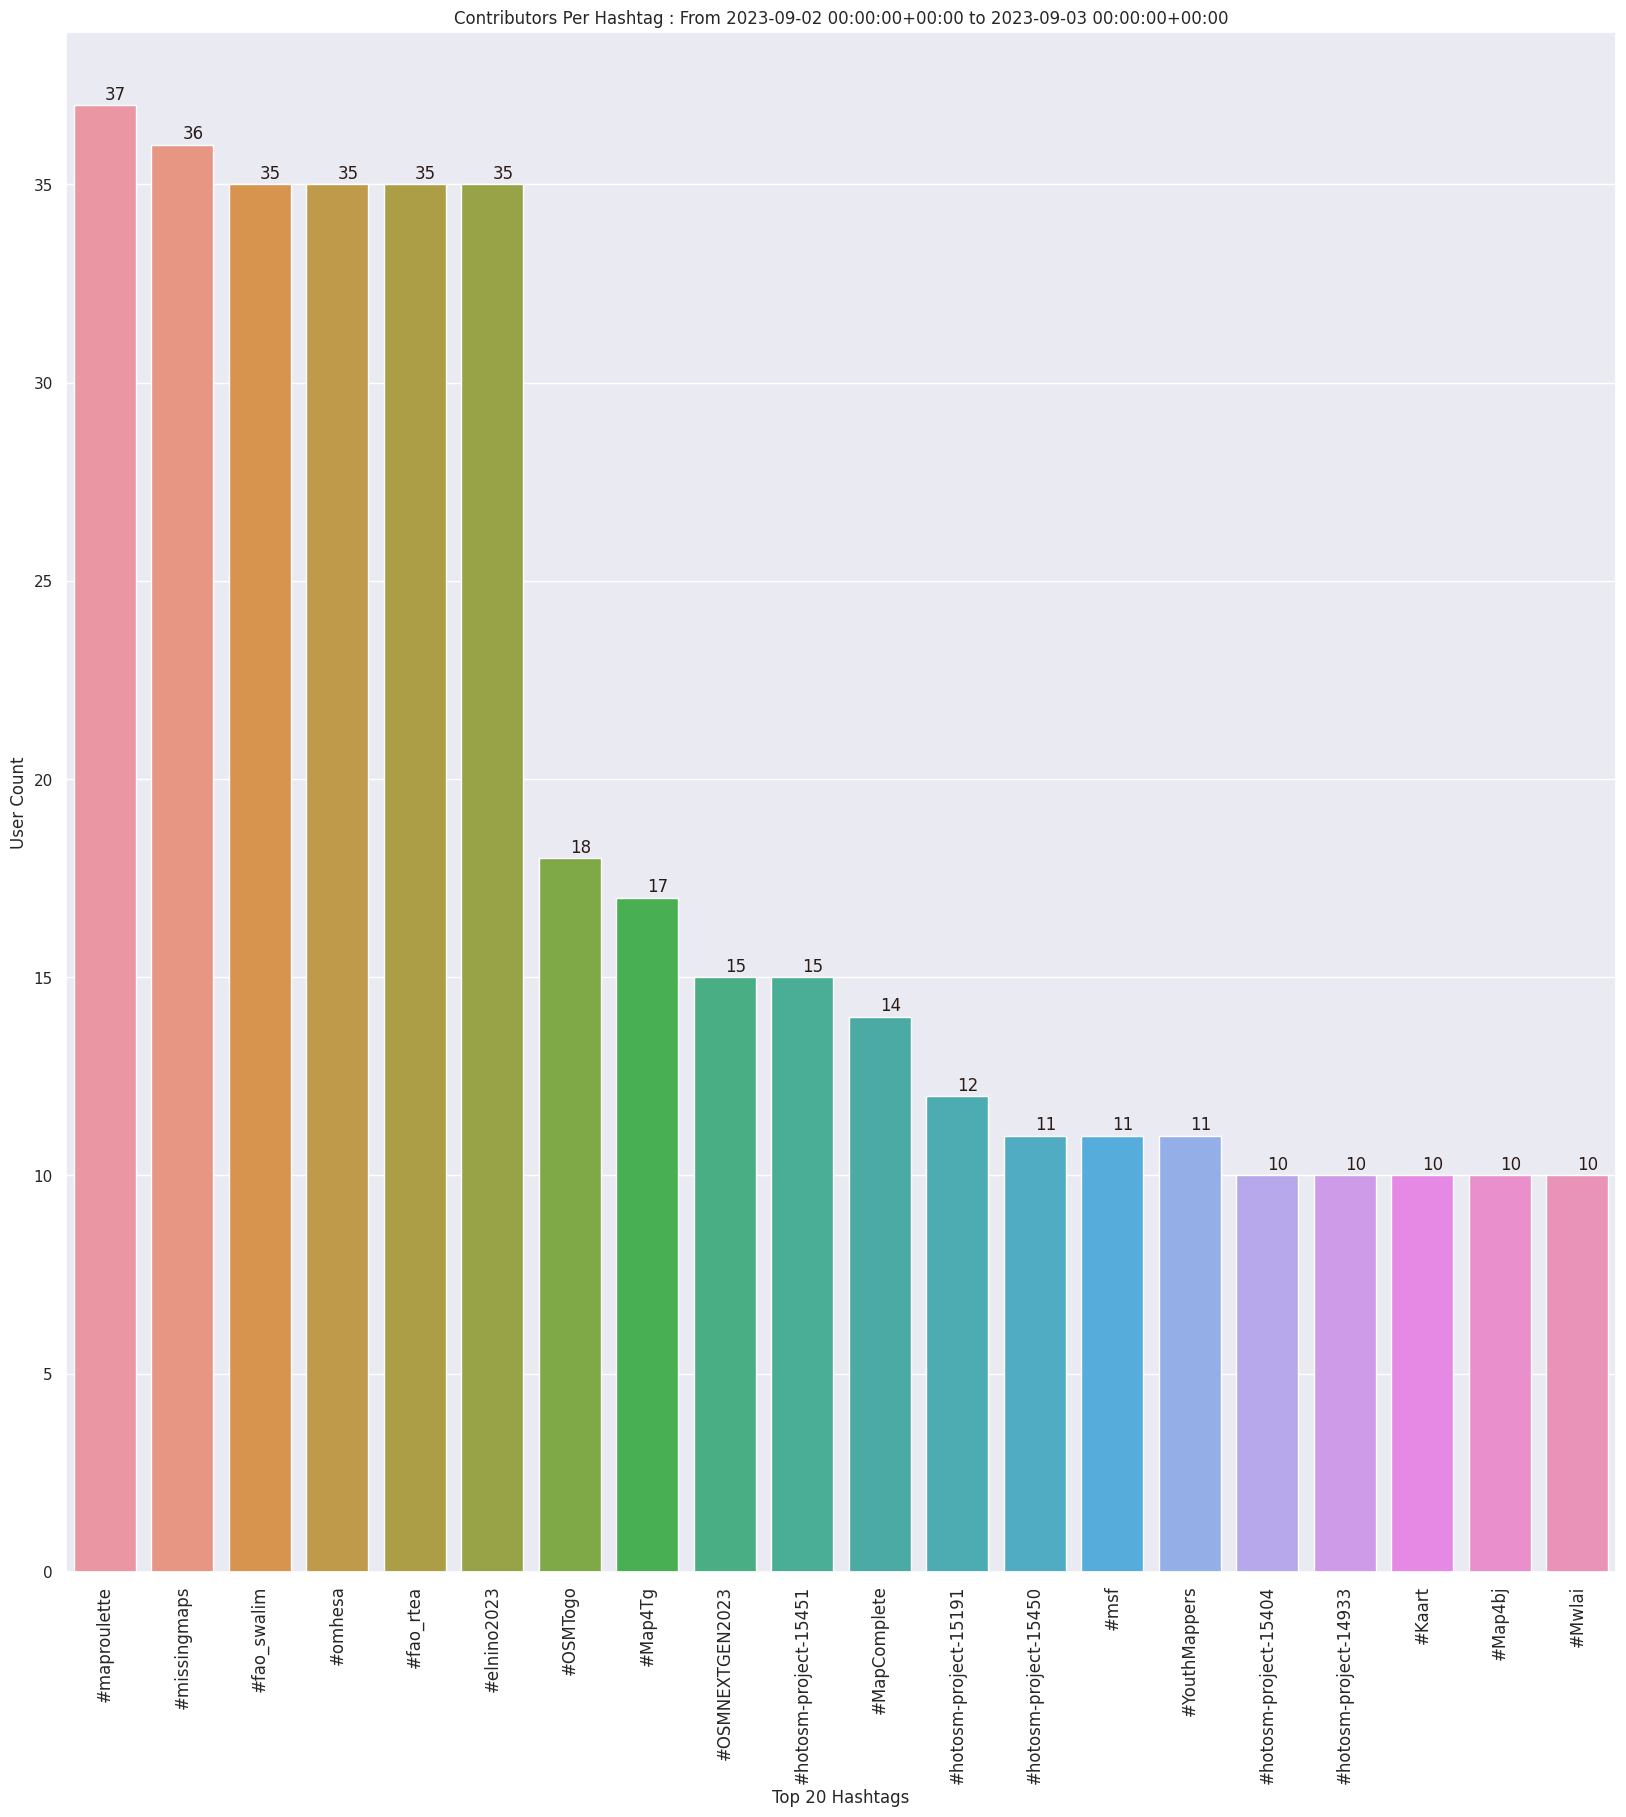 Contributors Per Hashtag : From 2023-09-02 00:00:00+00:00 to 2023-09-03 00:00:00+00:00
User Count
35
30
25
20
15
10
5
0
37
36
35
35
35
35
18
17
15
15
14
12
11
11
11
10
10
10
10
10
#maproulette
#missingmaps
#fao_swalim
#omhesa
#fao_rtea
#elnino2023
#OSMTogo
#Map4Tg
#OSMNEXTGEN2023
#hotosm-project-15451
#MapComplete
#hotosm-project-15191
#hotosm-project-15450
#msf
#YouthMappers
#hotosm-project-15404
#hotosm-project-14933
#Kaart
#Map4bj
#Mwlai
Top 20 Hashtags